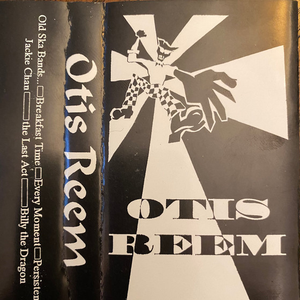 Old Ska Bands... Breakfast Time Every Moment Persisten
Jackie Chan the Last Act Billy the Dragon
Otis Reem
OTIS
REEM